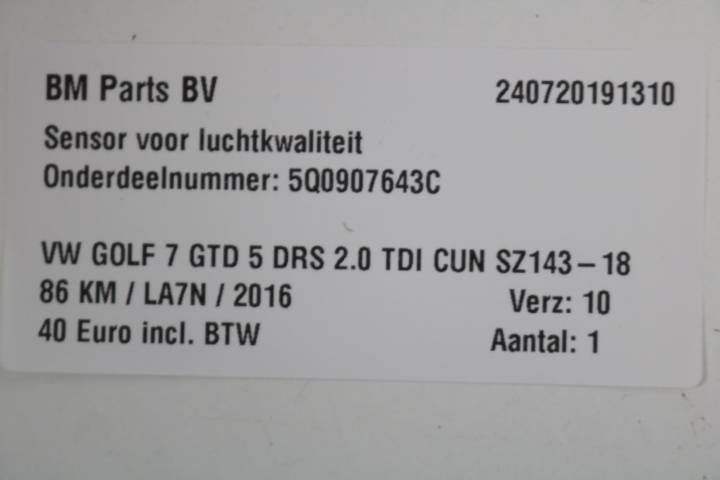 BM Parts BV 240720191310
Sensor voor luchtkwaliteit
Onderdeelnummer: 5Q0907643C
VW GOLF 7 GTD 5 DRS 2.0 TDI CUN SZ143-18
86 KM / LA7N / 2016 Verz: 10
40 Euro incl. BTW Aantal: 1